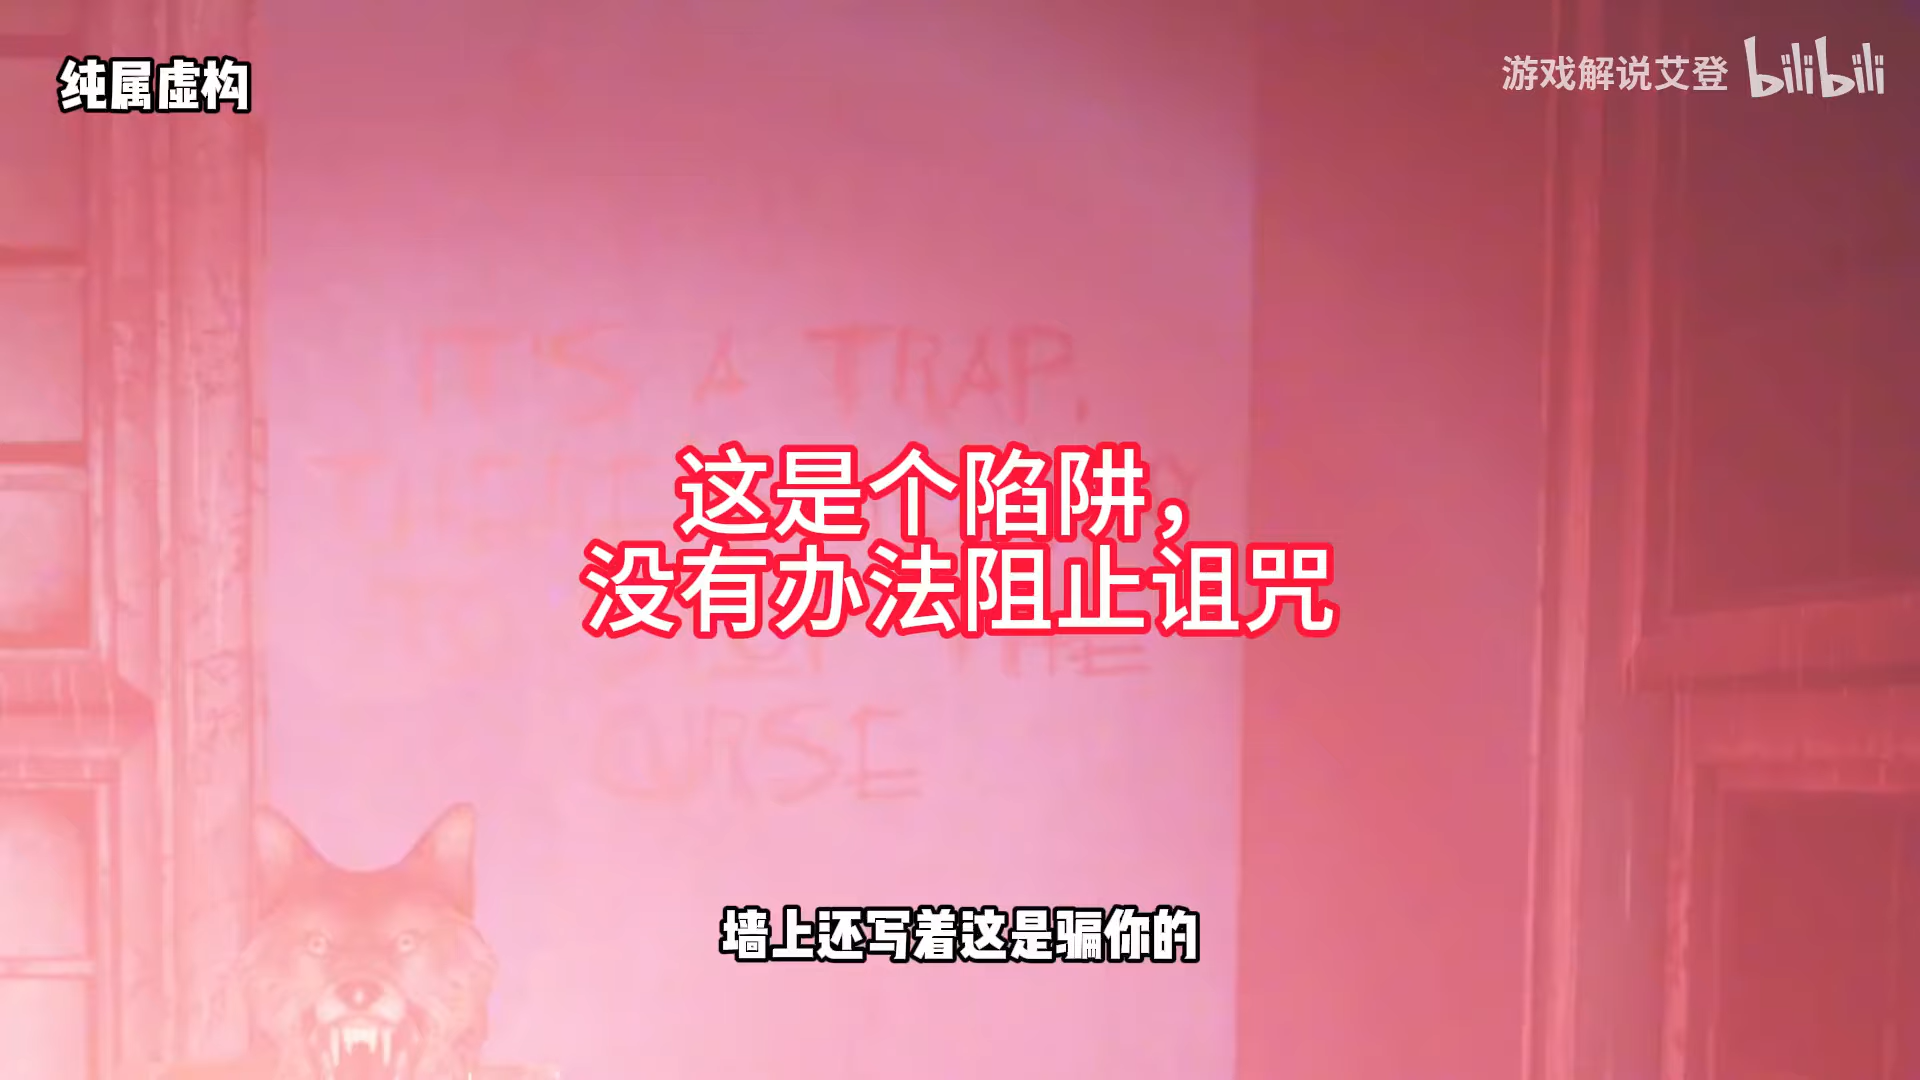 纯属虚构
游戏解说艾登 bilibili
IT'S A TRAP,
这是个陷阱，
没有办法阻止诅咒
THE
CURSE
墙上还写着这是骗你的